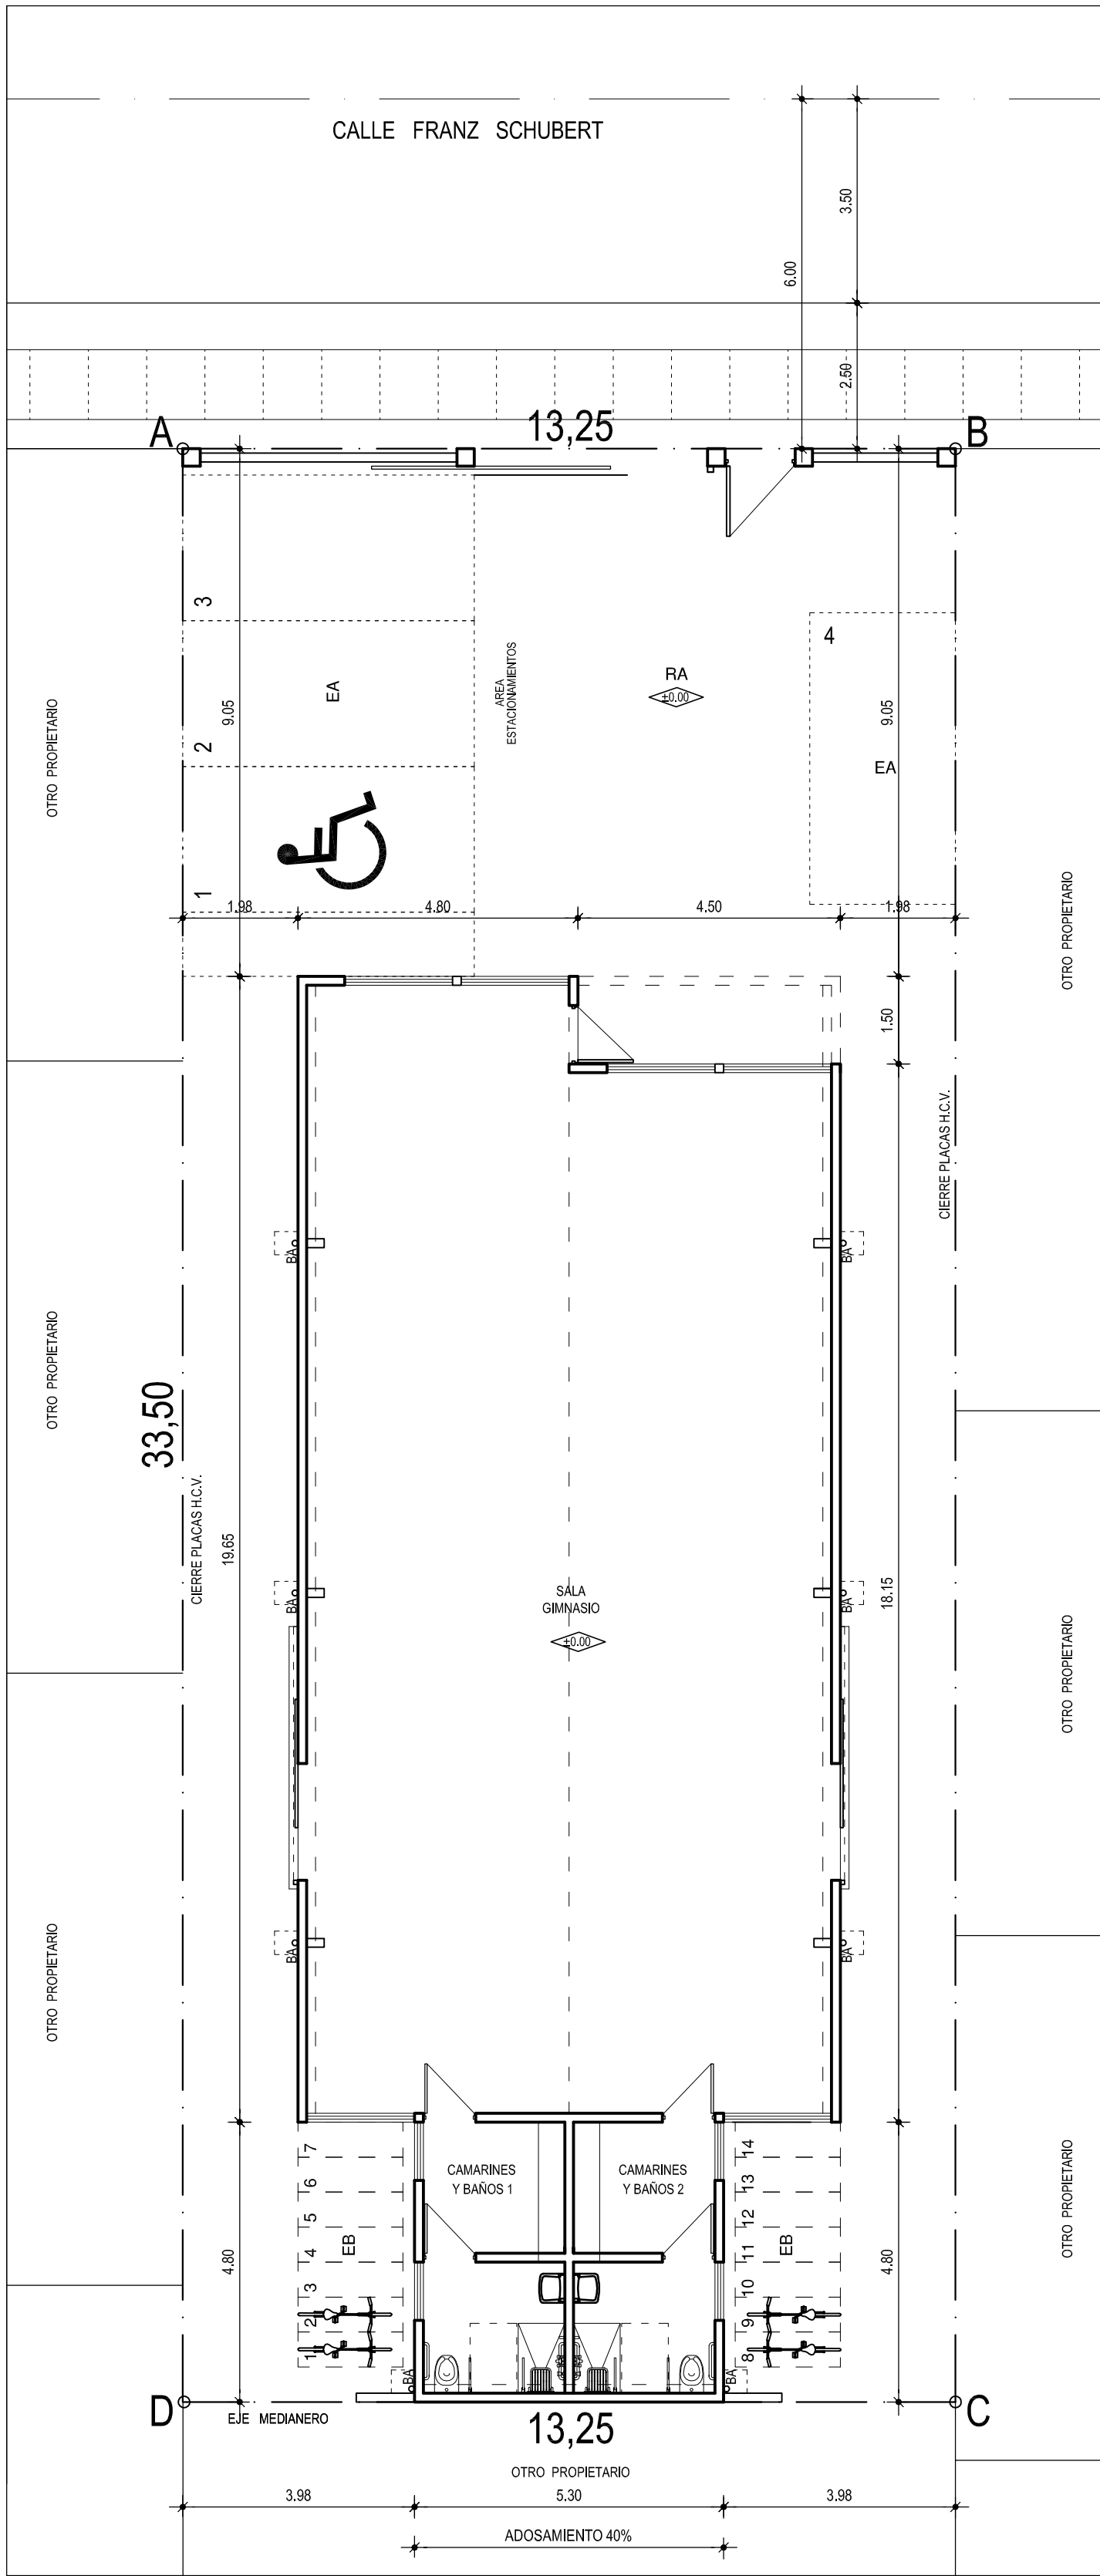 CALLE FRANZ SCHUBERT
3.50
6.00
2.50
A
13,25
B
3
4
EA
AREA
ESTACIONAMIENTOS
RA
±0.00
9.05
9.05
2
EA
OTRO PROPIETARIO
1
1.98
4.80
4.50
1.98
OTRO PROPIETARIO
1.50
CIERRE PLACAS H.C.V.
BA
BA
OTRO PROPIETARIO
33,50
CIERRE PLACAS H.C.V.
19.65
SALA
GIMNASIO
±0.00
BA
BA
18.15
OTRO PROPIETARIO
OTRO PROPIETARIO
BA
BA
7
6
5
4
3
2
1
EB
CAMARINES
Y BAÑOS 1
CAMARINES
Y BAÑOS 2
14
13
12
11
10
9
8
EB
4.80
4.80
OTRO PROPIETARIO
BA
BA
D
EJE MEDIANERO
13,25
C
OTRO PROPIETARIO
3.98
5.30
3.98
ADOSAMIENTO 40%